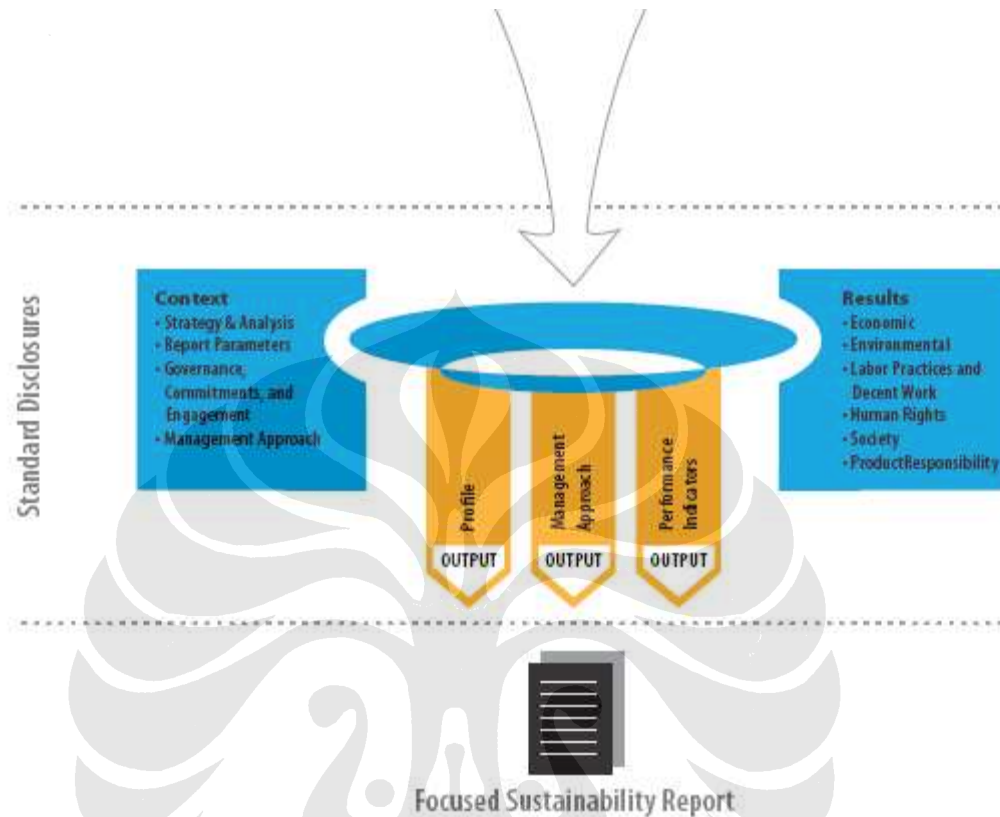 Standard Disclosures
Context
• Strategy & Analysis
• Report Parameters
• Governance,
Commitments, and
Engagement
• Management Approach
Profile
OUTPUT
Management
Approach
OUTPUT
Performance
Indicators
OUTPUT
Results
• Economic
• Environmental
• Labor Practices and
Decent Work
• Human Rights
• Society
• ProductResponsibility
Focused Sustainability Report